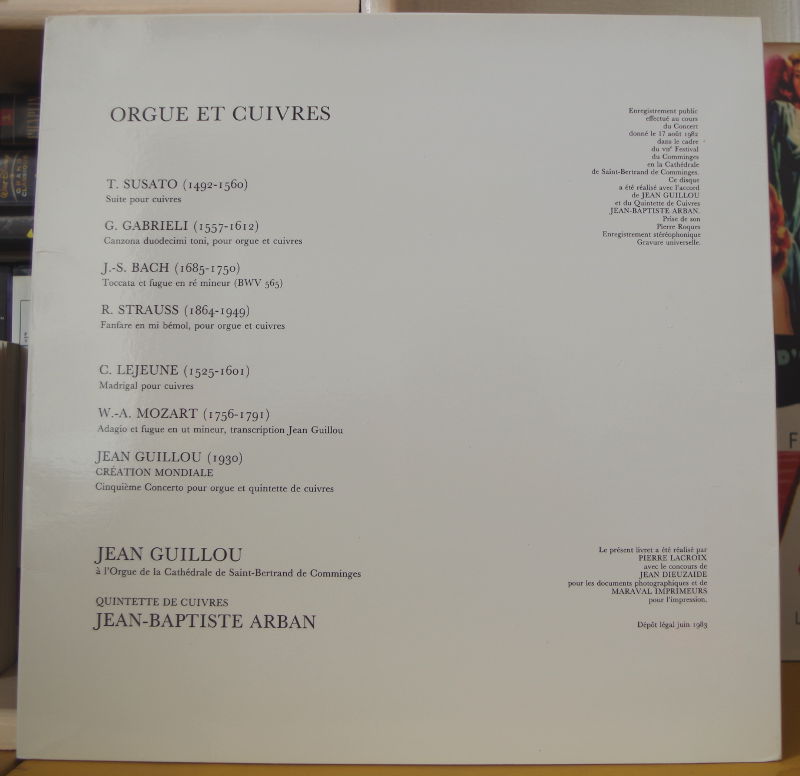 ORGUE ET CUIVRES
T. SUSATO (1492-1560)
Suite pour cuivres
G. GABRIELI (1557-1612)
Canzona duodecimi toni, pour orgue et cuivres
J.-S. BACH (1685-1750)
Toccata et fugue en ré mineur (BWV 565)
R. STRAUSS (1864-1949)
Fanfare en mi bémol, pour orgue et cuivres
C. LEJEUNE (1525-1601)
Madrigal pour cuivres
W.-A. MOZART (1756-1791)
Adagio et fugue en ut mineur, transcription Jean Guillou
JEAN GUILLOU (1930)
CRÉATION MONDIALE
Cinquième Concerto pour orgue et quintette de cuivres
JEAN GUILLOU
à l'Orgue de la Cathédrale de Saint-Bertrand de Comminges
QUINTETTE DE CUIVRES
JEAN-BAPTISTE ARBAN
Enregistrement public
effectué au cours
du Concert
donné le 17 août 1982
dans le cadre
du VIIe Festival
du Comminges
en la Cathédrale
de Saint-Bertrand de Comminges.
Ce disque
a été réalisé avec l'accord
de JEAN GUILLOU
et du Quintette de Cuivres
JEAN-BAPTISTE ARBAN.
Prise de son
Pierre Roques
Enregistrement stéréophonique
Gravure universelle.
Le présent livret a été réalisé par
PIERRE LACROIX
avec le concours de
JEAN DIEUZAIDE
pour les documents photographiques et de
MARAVAL IMPRIMEURS
pour l'impression.
Dépôt légal juin 1983